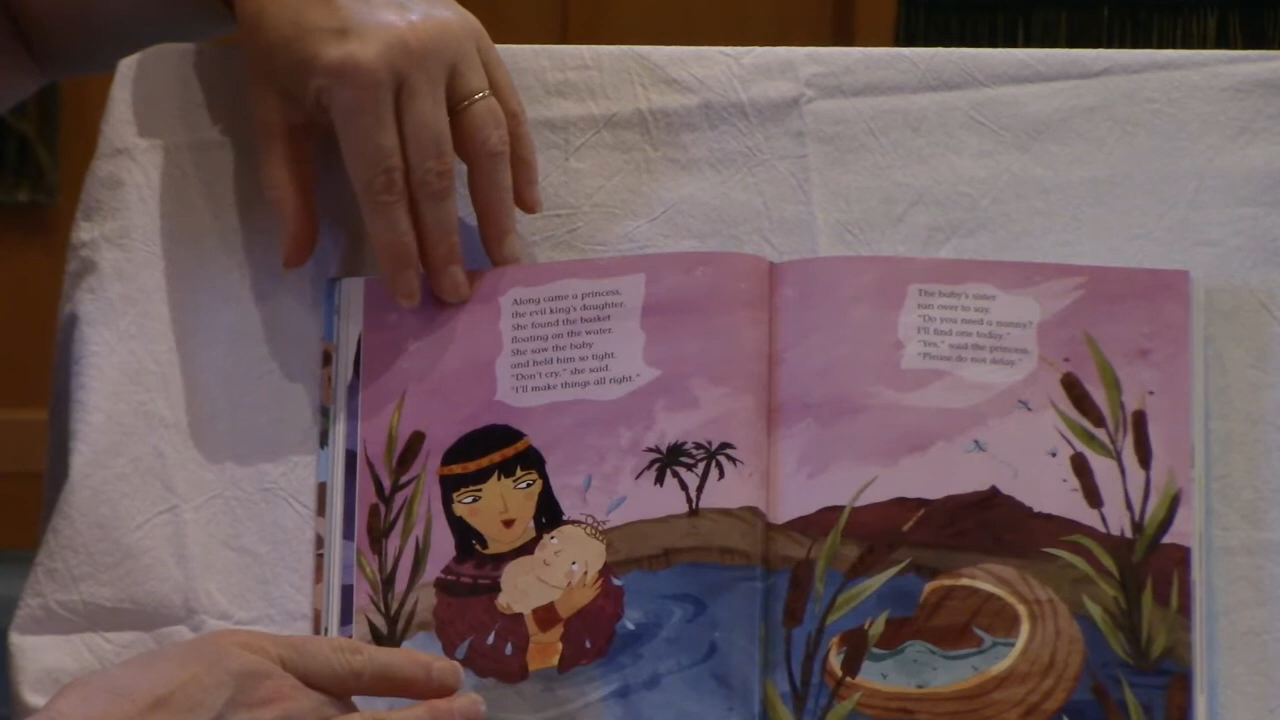 Along came a princess,
the evil king's daughter.
She found the basket
floating on the water.
She saw the baby
and held him so tight.
"Don't cry," she said.
"I'll make things all right."
The baby's sister
ran over to say,
"Do you need a nanny?
I'll find one today."
"Yes," said the princess.
"Please do not delay."